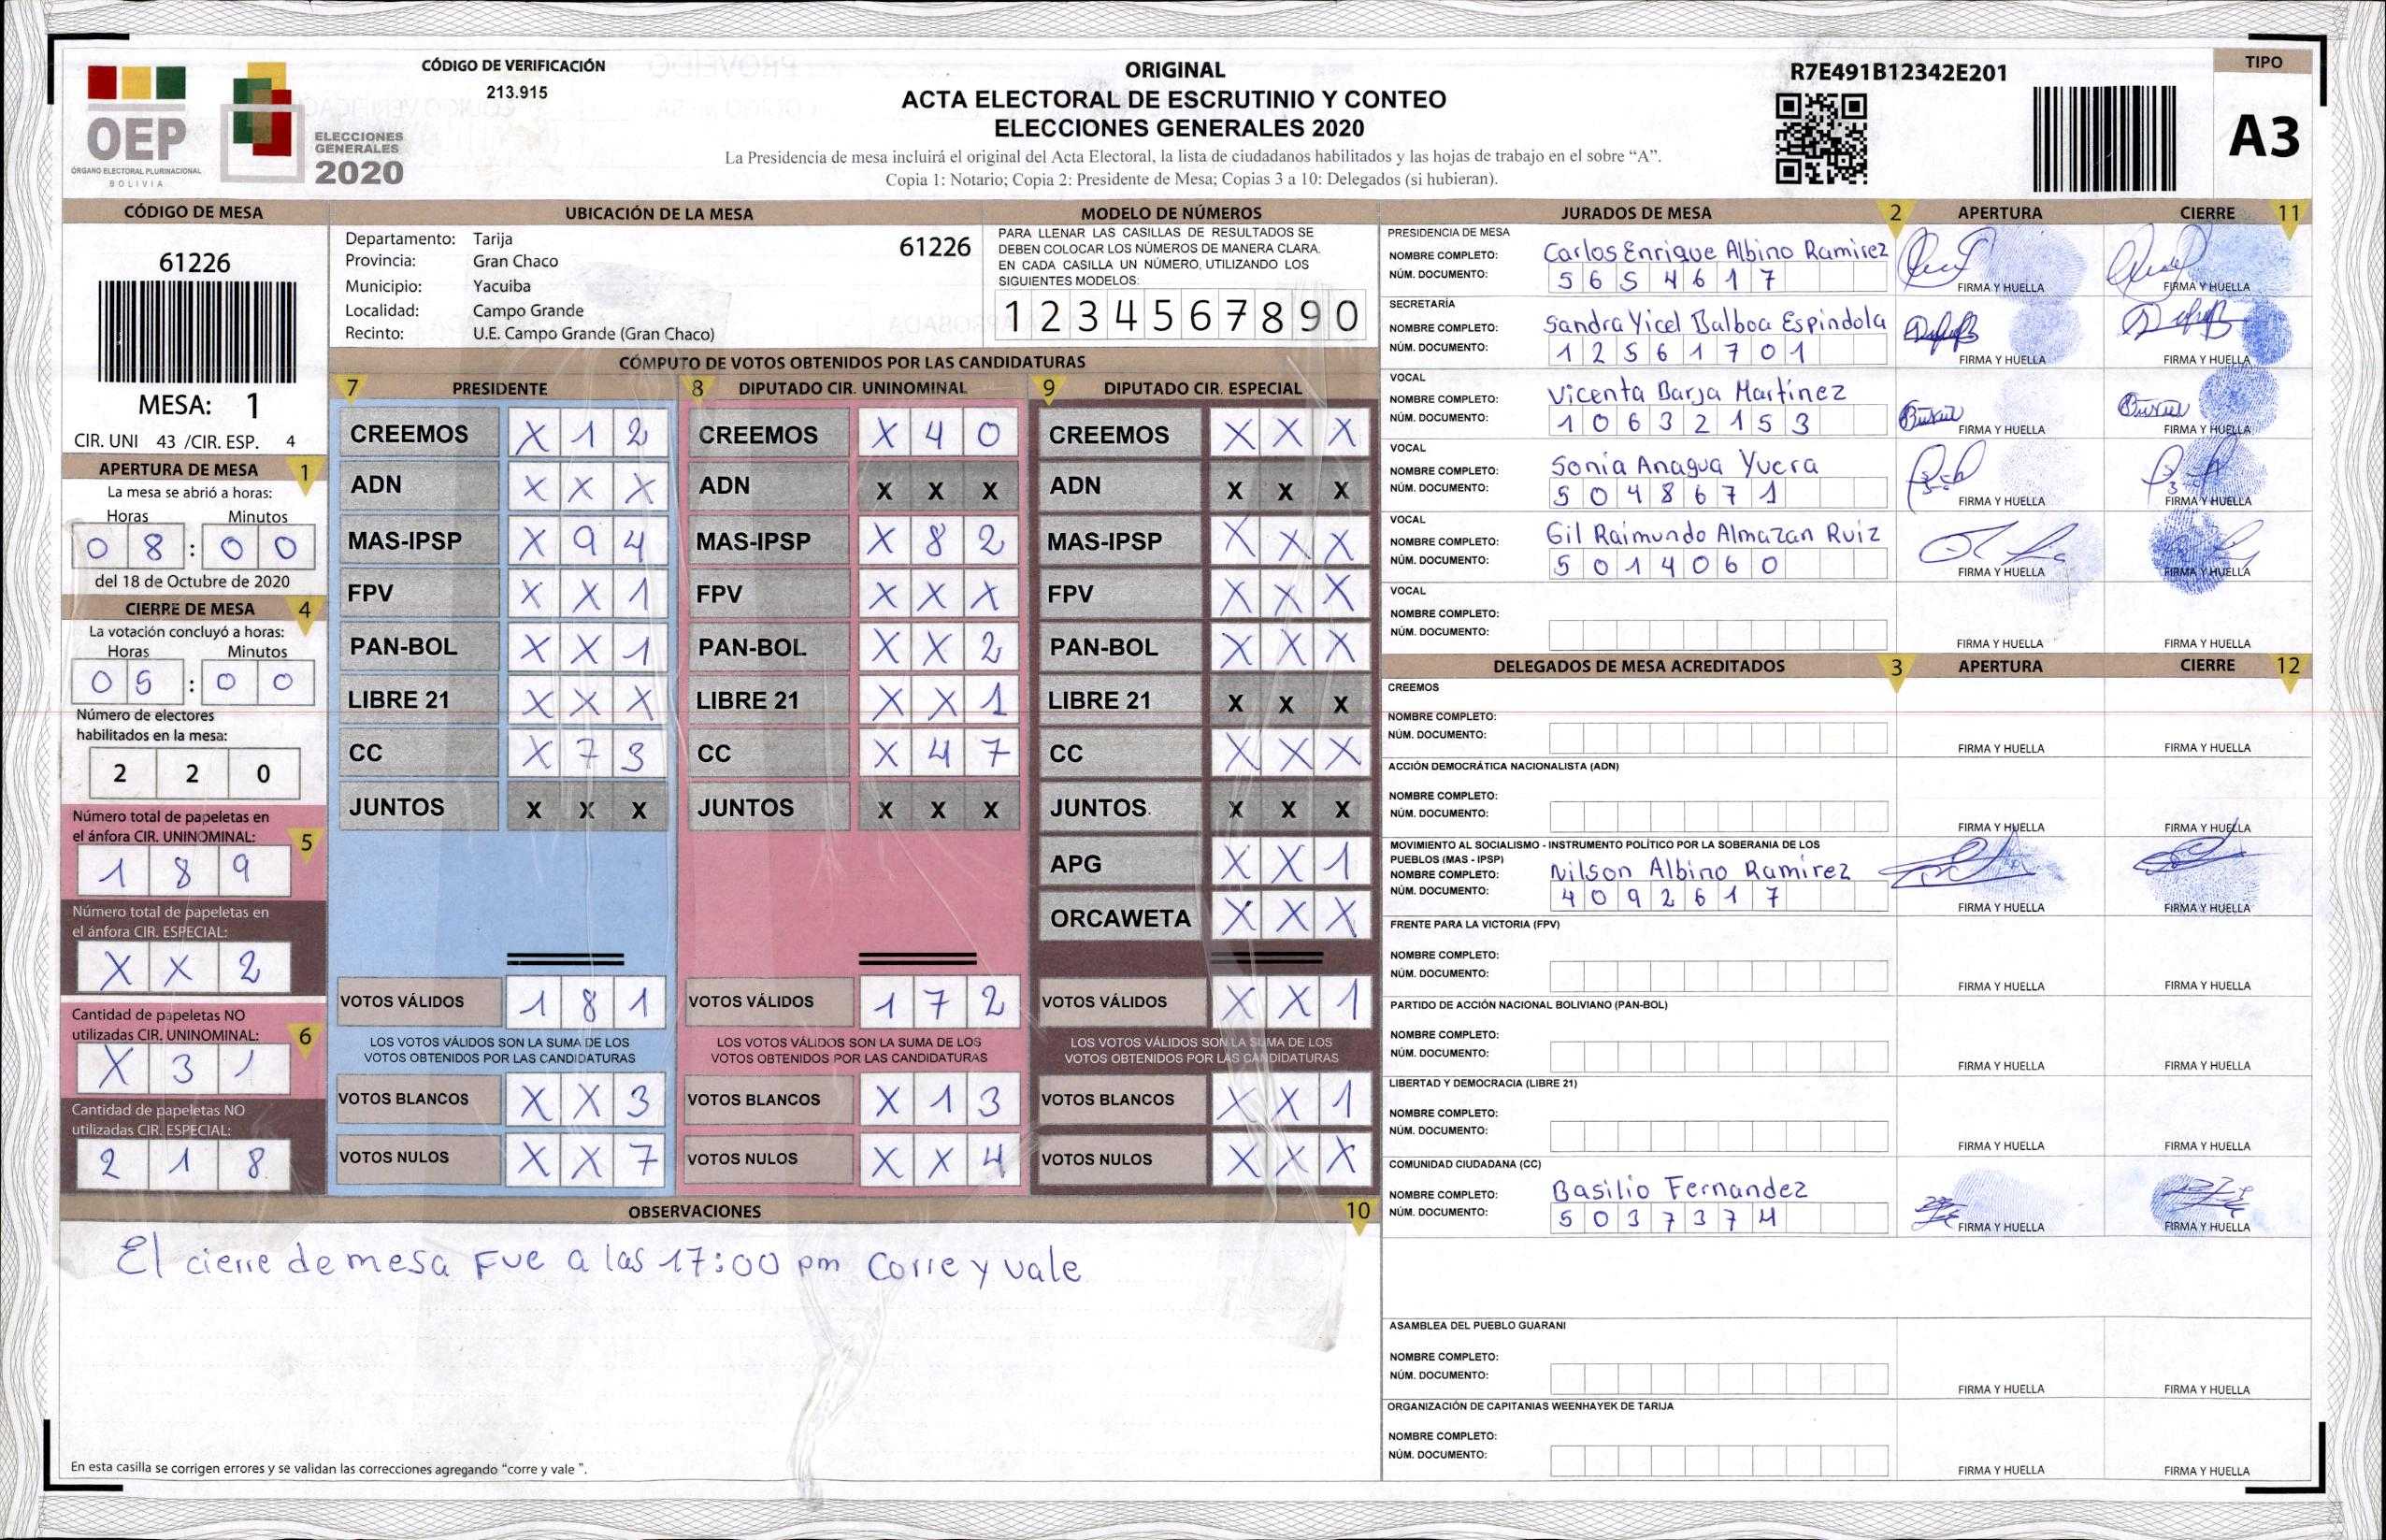 CÓDIGO DE VERIFICACIÓN
213.915
OEP
ÓRGANO ELECTORAL PLURINACIONAL
BOLIVIA
ELECCIONES
GENERALES
2020
ORIGINAL
ACTA ELECTORAL DE ESCRUTINIO Y CONTEO
ELECCIONES GENERALES 2020
La Presidencia de mesa incluirá el original del Acta Electoral, la lista de ciudadanos habilitados y las hojas de trabajo en el sobre “A”.
Copia 1: Notario; Copia 2: Presidente de Mesa; Copias 3 a 10: Delegados (si hubieran).
R7E491B12342E201
TIPO
A3
CÓDIGO DE MESA
61226
MESA: 1
CIR. UNI 43 /CIR. ESP. 4
APERTURA DE MESA 1
La mesa se abrió a horas:
Horas Minutos
0 8 : 0 0
del 18 de Octubre de 2020
CIERRE DE MESA 4
La votación concluyó a horas:
Horas Minutos
0 5 : 0 0
Número de electores
habilitados en la mesa:
2 2 0
Número total de papeletas en
el ánfora CIR. UNINOMINAL: 5
1 8 9
Número total de papeletas en
el ánfora CIR. ESPECIAL:
X X 2
Cantidad de papeletas NO
utilizadas CIR. UNINOMINAL: 6
X 3 1
Cantidad de papeletas NO
utilizadas CIR. ESPECIAL:
2 1 8
UBICACIÓN DE LA MESA
Departamento: Tarija 61226
Provincia: Gran Chaco
Municipio: Yacuiba
Localidad: Campo Grande
Recinto: U.E. Campo Grande (Gran Chaco)
MODELO DE NÚMEROS
PARA LLENAR LAS CASILLAS DE RESULTADOS SE
DEBEN COLOCAR LOS NÚMEROS DE MANERA CLARA.
EN CADA CASILLA UN NÚMERO, UTILIZANDO LOS
SIGUIENTES MODELOS:
1 2 3 4 5 6 7 8 9 0
CÓMPUTO DE VOTOS OBTENIDOS POR LAS CANDIDATURAS
7 PRESIDENTE
CREEMOS X 1 2
ADN X X X
MAS-IPSP X 9 4
FPV X X 1
PAN-BOL X X 1
LIBRE 21 X X X
CC X 7 3
JUNTOS X X X
VOTOS VÁLIDOS 1 8 1
LOS VOTOS VÁLIDOS SON LA SUMA DE LOS
VOTOS OBTENIDOS POR LAS CANDIDATURAS
VOTOS BLANCOS X X 3
VOTOS NULOS X X 7
8 DIPUTADO CIR. UNINOMINAL
CREEMOS X 4 0
ADN X X X
MAS-IPSP X 8 2
FPV X X X
PAN-BOL X X 2
LIBRE 21 X X 1
CC X 4 7
JUNTOS X X X
VOTOS VÁLIDOS 1 7 2
LOS VOTOS VÁLIDOS SON LA SUMA DE LOS
VOTOS OBTENIDOS POR LAS CANDIDATURAS
VOTOS BLANCOS X 1 3
VOTOS NULOS X X 4
9 DIPUTADO CIR. ESPECIAL
CREEMOS X X X
ADN X X X
MAS-IPSP X X X
FPV X X X
PAN-BOL X X X
LIBRE 21 X X X
CC X X X
JUNTOS X X X
APG X X 1
ORCAWETA X X X
VOTOS VÁLIDOS X X 1
LOS VOTOS VÁLIDOS SON LA SUMA DE LOS
VOTOS OBTENIDOS POR LAS CANDIDATURAS
VOTOS BLANCOS X X 1
VOTOS NULOS X X X
OBSERVACIONES 10
El cierre de mesa Fue a las 17:00 pm Corre y vale
En esta casilla se corrigen errores y se validan las correcciones agregando “corre y vale ”.
JURADOS DE MESA 2 APERTURA CIERRE 11
PRESIDENCIA DE MESA
NOMBRE COMPLETO: Carlos Enrique Albino Ramirez
NÚM. DOCUMENTO: 5 6 5 4 6 1 7
FIRMA Y HUELLA FIRMA Y HUELLA
SECRETARÍA
NOMBRE COMPLETO: Sandra Yicel Balboa Espindola
NÚM. DOCUMENTO: 1 2 5 6 1 7 0 1
FIRMA Y HUELLA FIRMA Y HUELLA
VOCAL
NOMBRE COMPLETO: Vicenta Barja Martínez
NÚM. DOCUMENTO: 1 0 6 3 2 1 5 3
FIRMA Y HUELLA FIRMA Y HUELLA
VOCAL
NOMBRE COMPLETO: Sonia Anagua Yucra
NÚM. DOCUMENTO: 5 0 4 8 6 7 1
FIRMA Y HUELLA FIRMA Y HUELLA
VOCAL
NOMBRE COMPLETO: Gil Raimundo Almazan Ruiz
NÚM. DOCUMENTO: 5 0 1 4 0 6 0
FIRMA Y HUELLA FIRMA Y HUELLA
VOCAL
NOMBRE COMPLETO:
NÚM. DOCUMENTO:
FIRMA Y HUELLA FIRMA Y HUELLA
DELEGADOS DE MESA ACREDITADOS 3 APERTURA CIERRE 12
CREEMOS
NOMBRE COMPLETO:
NÚM. DOCUMENTO:
FIRMA Y HUELLA FIRMA Y HUELLA
ACCIÓN DEMOCRÁTICA NACIONALISTA (ADN)
NOMBRE COMPLETO:
NÚM. DOCUMENTO:
FIRMA Y HUELLA FIRMA Y HUELLA
MOVIMIENTO AL SOCIALISMO - INSTRUMENTO POLÍTICO POR LA SOBERANIA DE LOS
PUEBLOS (MAS - IPSP)
NOMBRE COMPLETO: Nilson Albino Ramírez
NÚM. DOCUMENTO: 4 0 9 2 6 1 7
FIRMA Y HUELLA FIRMA Y HUELLA
FRENTE PARA LA VICTORIA (FPV)
NOMBRE COMPLETO:
NÚM. DOCUMENTO:
FIRMA Y HUELLA FIRMA Y HUELLA
PARTIDO DE ACCIÓN NACIONAL BOLIVIANO (PAN-BOL)
NOMBRE COMPLETO:
NÚM. DOCUMENTO:
FIRMA Y HUELLA FIRMA Y HUELLA
LIBERTAD Y DEMOCRACIA (LIBRE 21)
NOMBRE COMPLETO:
NÚM. DOCUMENTO:
FIRMA Y HUELLA FIRMA Y HUELLA
COMUNIDAD CIUDADANA (CC)
NOMBRE COMPLETO: Basilio Fernandez
NÚM. DOCUMENTO: 5 0 3 7 3 7 4
FIRMA Y HUELLA FIRMA Y HUELLA
ASAMBLEA DEL PUEBLO GUARANI
NOMBRE COMPLETO:
NÚM. DOCUMENTO:
FIRMA Y HUELLA FIRMA Y HUELLA
ORGANIZACIÓN DE CAPITANIAS WEENHAYEK DE TARIJA
NOMBRE COMPLETO:
NÚM. DOCUMENTO:
FIRMA Y HUELLA FIRMA Y HUELLA